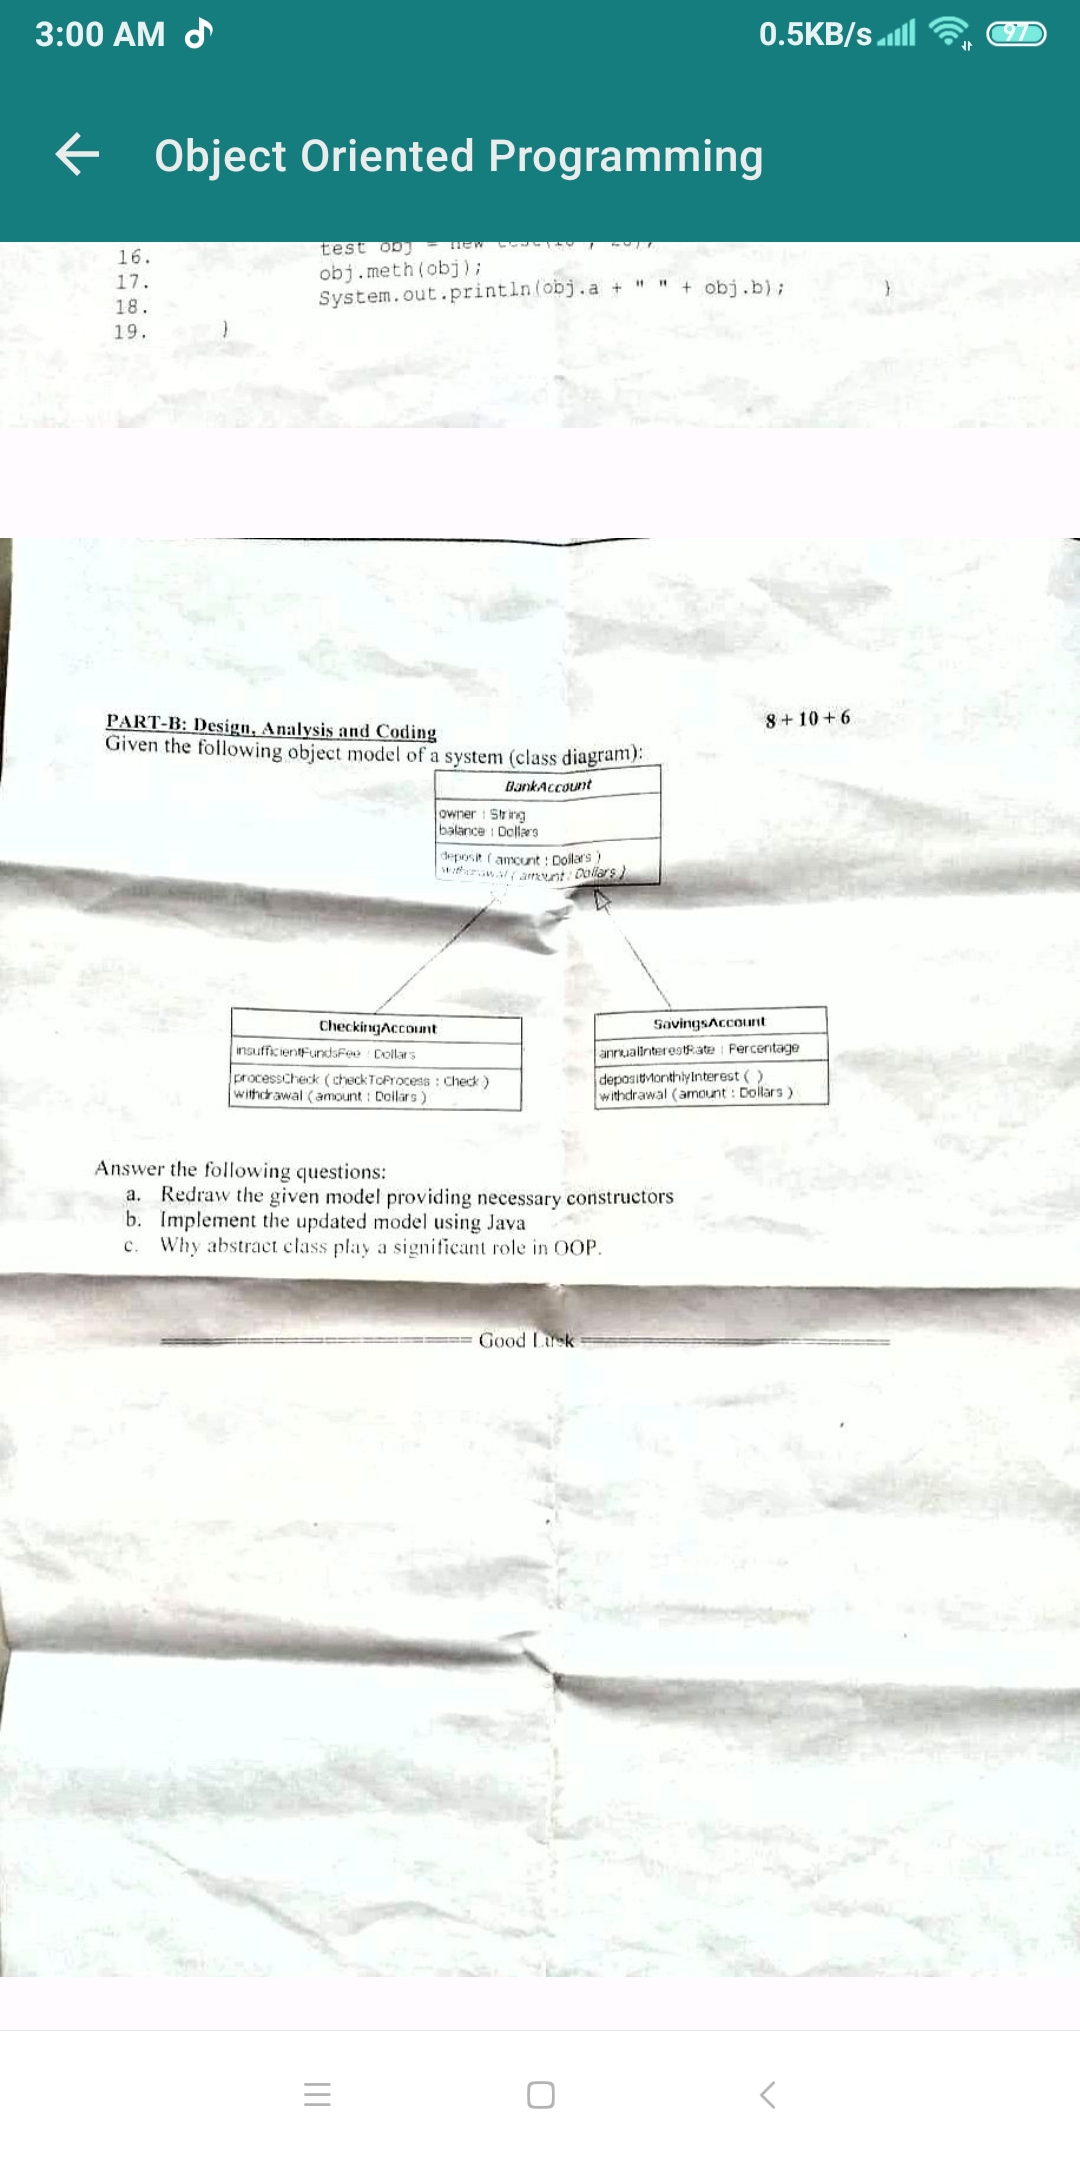 3:00 AM
0.5KB/s
97
Object Oriented Programming
16. test obj = new
17. obj.meth(obj);
18. System.out.println(obj.a + " " + obj.b); }
19. }
PART-B: Design, Analysis and Coding
8 + 10 + 6
Given the following object model of a system (class diagram):
BankAccount
owner : String
balance : Dollars
deposit ( amount : Dollars )
withdrawal ( amount : Dollars )
CheckingAccount
insufficientFundsFee : Dollars
processCheck ( checkToProcess : Check )
withdrawal ( amount : Dollars )
SavingsAccount
annualInterestRate : Percentage
depositMonthlyInterest ( )
withdrawal ( amount : Dollars )
Answer the following questions:
a. Redraw the given model providing necessary constructors
b. Implement the updated model using Java
c. Why abstract class play a significant role in OOP.
Good Luck